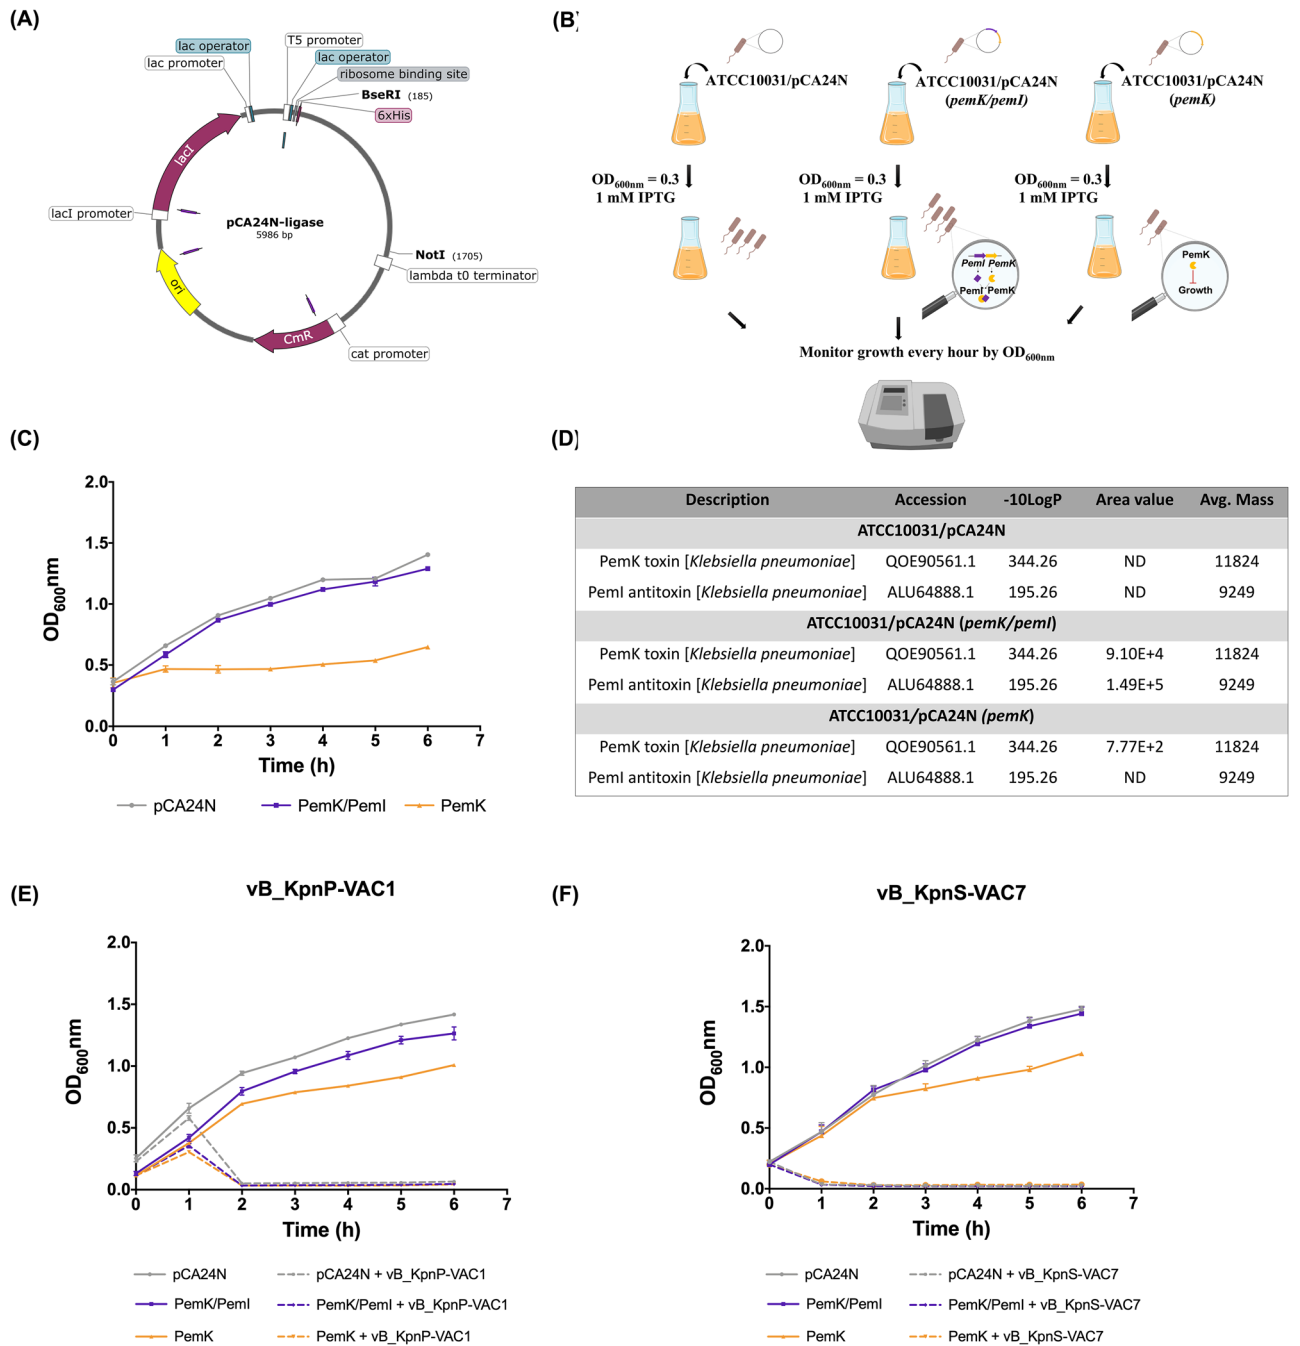 (A)
lac operator
T5 promoter
lac promoter
lac operator
ribosome binding site
BseRI (185)
6xHis
lacI
lacI promoter
pCA24N-ligase
5986 bp
NotI (1705)
lambda t0 terminator
ori
CmR
cat promoter
(B)
ATCC10031/pCA24N
ATCC10031/pCA24N
(pemK/pemI)
ATCC10031/pCA24N
(pemK)
OD600nm = 0.3
1 mM IPTG
OD600nm = 0.3
1 mM IPTG
OD600nm = 0.3
1 mM IPTG
PemI PemK
PemI PemK
PemK
Growth
Monitor growth every hour by OD600nm
(C)
OD600nm
2.0
1.5
1.0
0.5
0.0
0 1 2 3 4 5 6 7
Time (h)
pCA24N PemK/PemI PemK
(D)
Description Accession -10LogP Area value Avg. Mass
ATCC10031/pCA24N
PemK toxin [Klebsiella pneumoniae] QOE90561.1 344.26 ND 11824
PemI antitoxin [Klebsiella pneumoniae] ALU64888.1 195.26 ND 9249
ATCC10031/pCA24N (pemK/pemI)
PemK toxin [Klebsiella pneumoniae] QOE90561.1 344.26 9.10E+4 11824
PemI antitoxin [Klebsiella pneumoniae] ALU64888.1 195.26 1.49E+5 9249
ATCC10031/pCA24N (pemK)
PemK toxin [Klebsiella pneumoniae] QOE90561.1 344.26 7.77E+2 11824
PemI antitoxin [Klebsiella pneumoniae] ALU64888.1 195.26 ND 9249
(E)
vB_KpnP-VAC1
OD600nm
2.0
1.5
1.0
0.5
0.0
0 1 2 3 4 5 6 7
Time (h)
pCA24N pCA24N + vB_KpnP-VAC1
PemK/PemI PemK/PemI + vB_KpnP-VAC1
PemK PemK + vB_KpnP-VAC1
(F)
vB_KpnS-VAC7
OD600nm
2.0
1.5
1.0
0.5
0.0
0 1 2 3 4 5 6 7
Time (h)
pCA24N pCA24N + vB_KpnS-VAC7
PemK/PemI PemK/PemI + vB_KpnS-VAC7
PemK PemK + vB_KpnS-VAC7